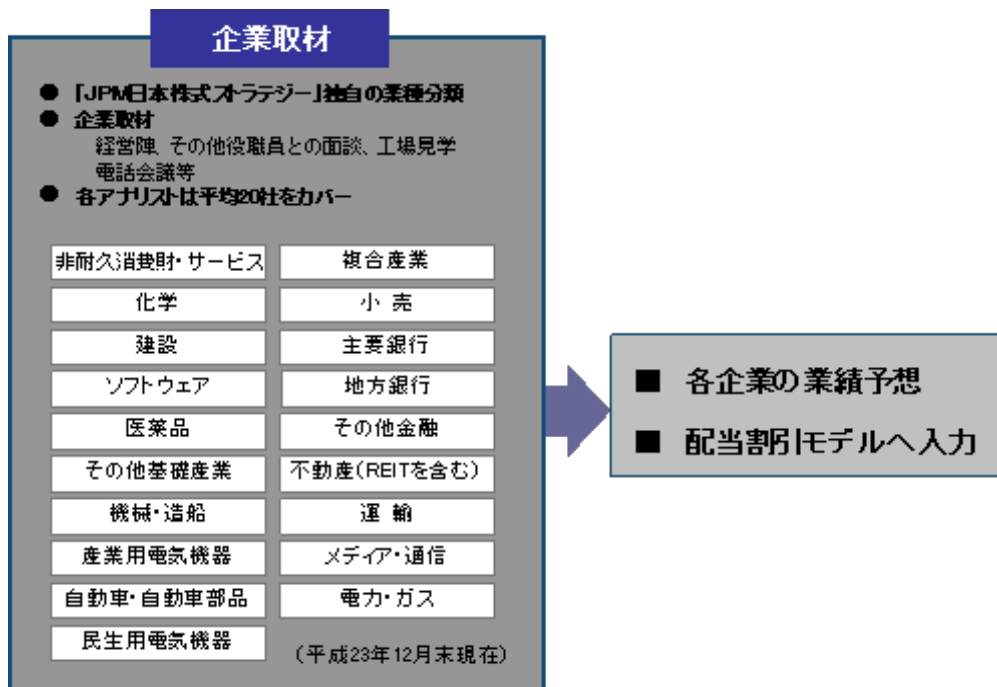 企業取材
● 「JPM日本株式ストラテジー」独自の業種分類
● 企業取材
経営陣、その他役職員との面談、工場見学
電話会議等
● 各アナリストは平均20社をカバー
非耐久消費財・サービス
化学
建設
ソフトウェア
医薬品
その他基礎産業
機械・造船
産業用電気機器
自動車・自動車部品
民生用電気機器
複合産業
小 売
主要銀行
地方銀行
その他金融
不動産(REITを含む)
運 輸
メディア・通信
電力・ガス
(平成23年12月末現在)
■ 各企業の業績予想
■ 配当割引モデルへ入力